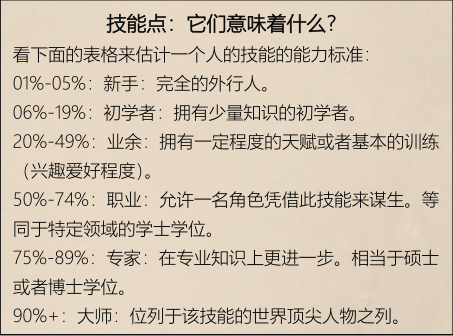 技能点：它们意味着什么？
看下面的表格来估计一个人的技能的能力标准：
01%-05%：新手：完全的外行人。
06%-19%：初学者：拥有少量知识的初学者。
20%-49%：业余：拥有一定程度的天赋或者基本的训练
（兴趣爱好程度）。
50%-74%：职业：允许一名角色凭借此技能来谋生。等
同于特定领域的学士学位。
75%-89%：专家：在专业知识上更进一步。相当于硕士
或者博士学位。
90%+：大师：位列于该技能的世界顶尖人物之列。